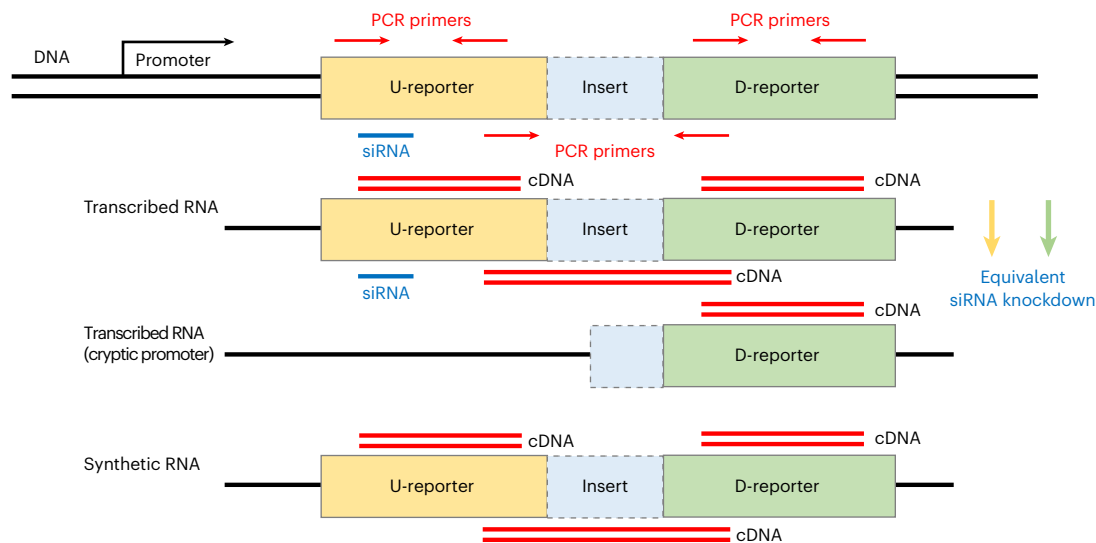 PCR primers
PCR primers
DNA
Promoter
U-reporter
Insert
D-reporter
siRNA
PCR primers
cDNA
cDNA
Transcribed RNA
U-reporter
Insert
D-reporter
siRNA
cDNA
Equivalent
siRNA knockdown
cDNA
Transcribed RNA
(cryptic promoter)
D-reporter
cDNA
cDNA
Synthetic RNA
U-reporter
Insert
D-reporter
cDNA